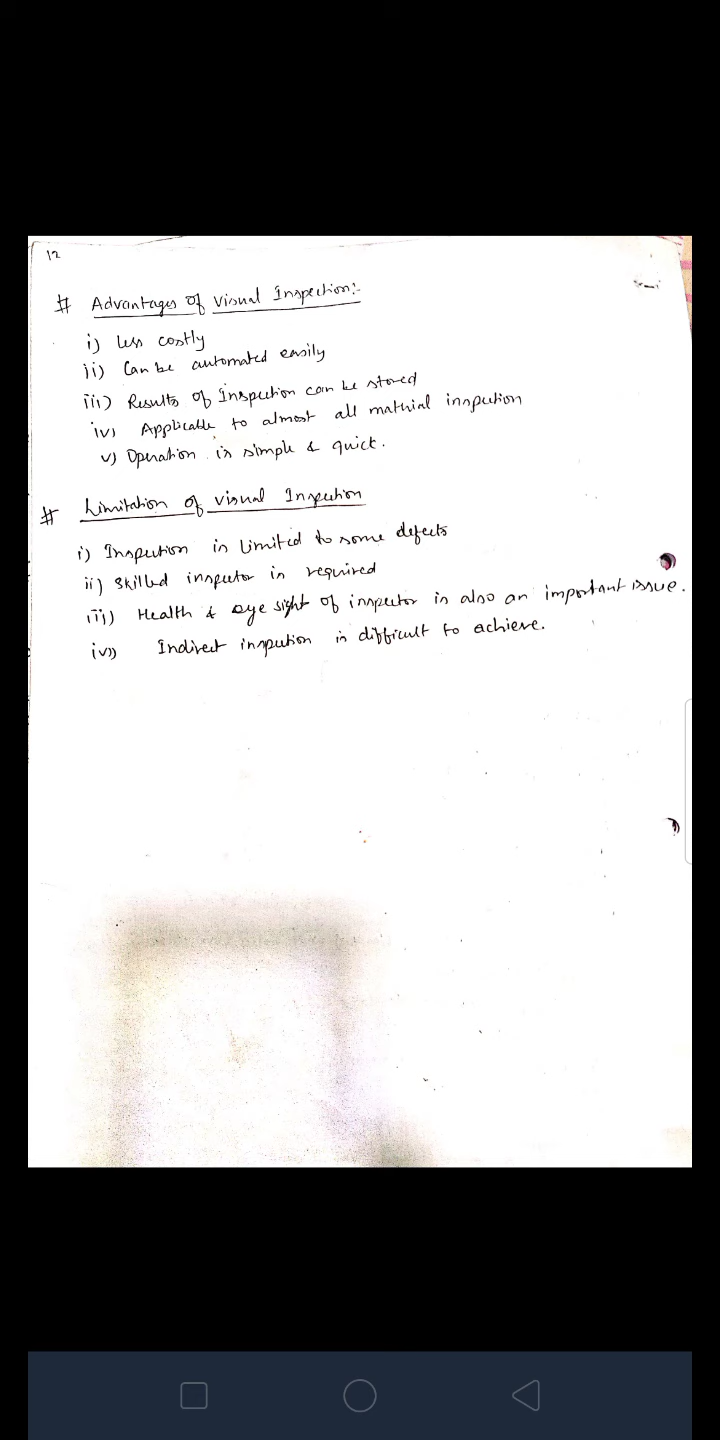 12
# Advantages of Visual Inspection:-
i) less costly
ii) Can be automated easily
iii) Results of Inspection can be stored
iv) Applicable to almost all material inspection
v) Operation is simple & quick.
# Limitation of visual Inspection
i) Inspection is limited to some defects
ii) Skilled inspector is required
iii) Health & eye sight of inspector is also an important issue.
iv) Indirect inspection is difficult to achieve.